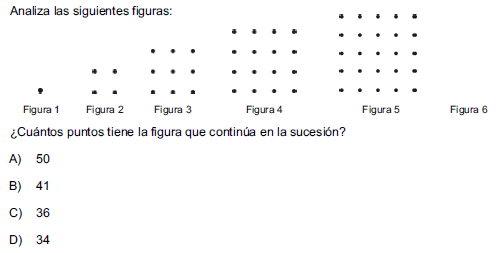 Analiza las siguientes figuras:
Figura 1 Figura 2 Figura 3 Figura 4 Figura 5 Figura 6
¿Cuántos puntos tiene la figura que continúa en la sucesión?
A) 50
B) 41
C) 36
D) 34